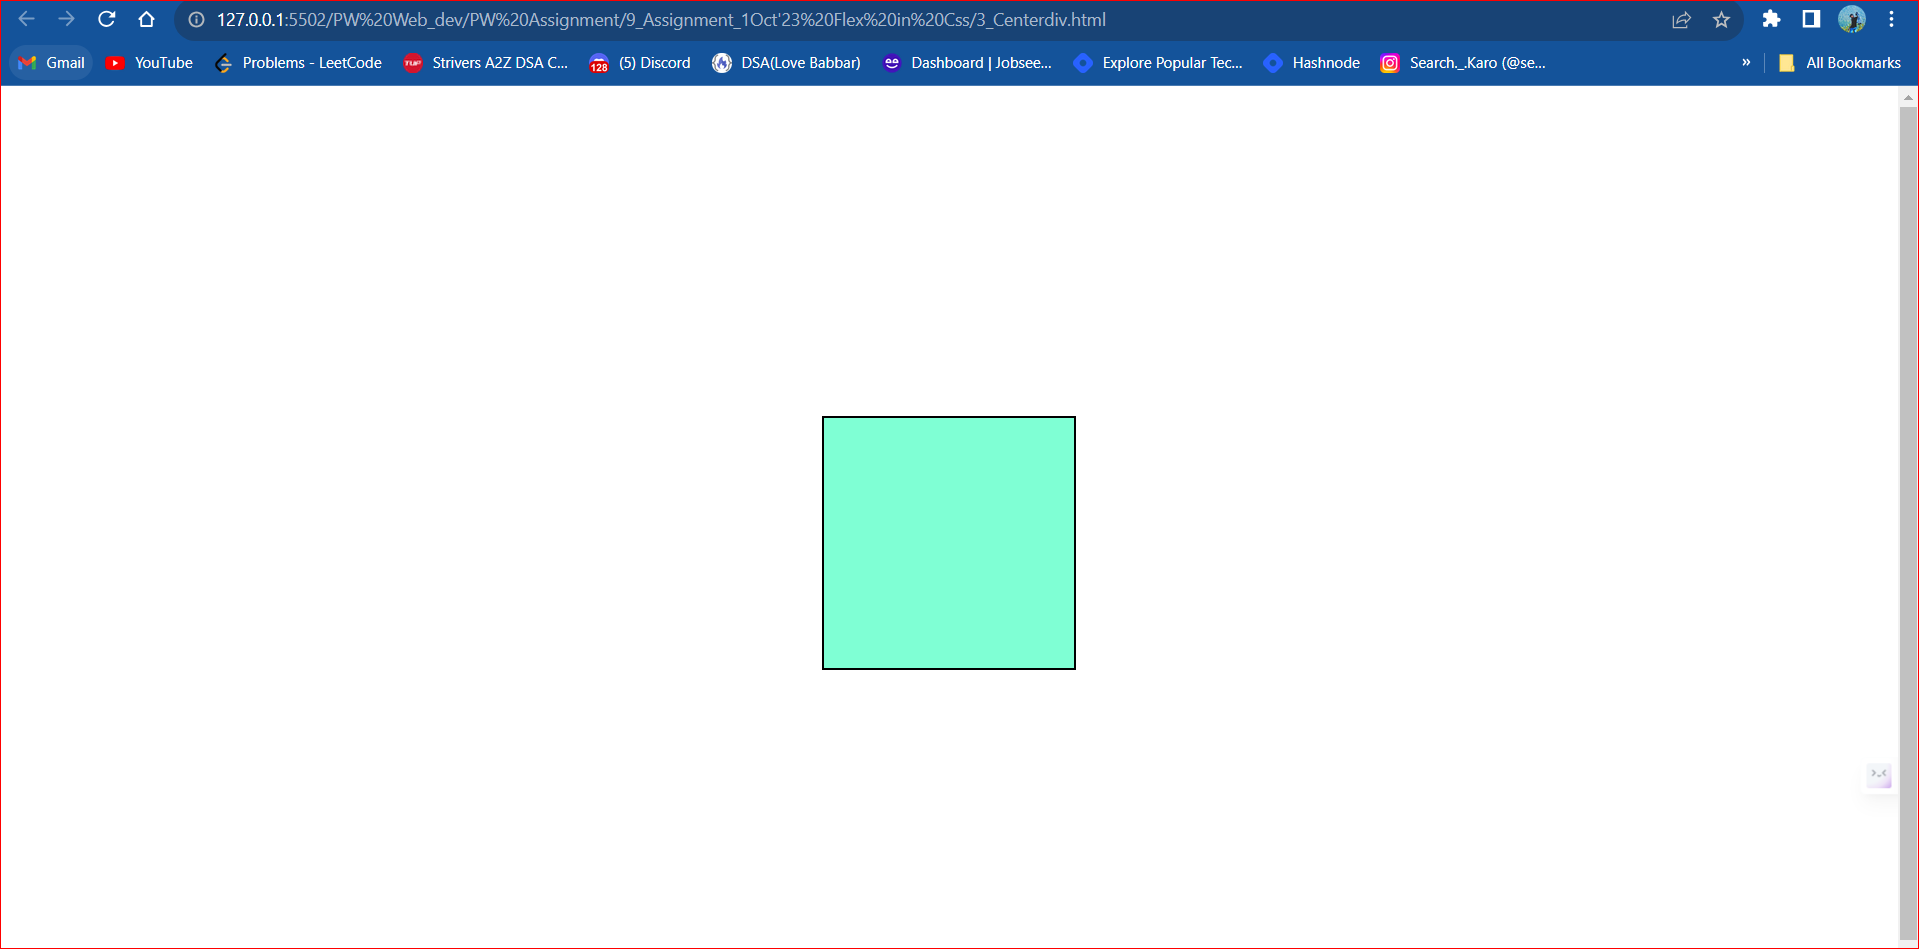 127.0.0.1:5502/PW%20Web_dev/PW%20Assignment/9_Assignment_1Oct'23%20Flex%20in%20Css/3_Centerdiv.html
Gmail YouTube Problems - LeetCode TUF Strivers A2Z DSA C... 128 (5) Discord DSA(Love Babbar) Dashboard | Jobsee... Explore Popular Tec... Hashnode Search._.Karo (@se... » All Bookmarks